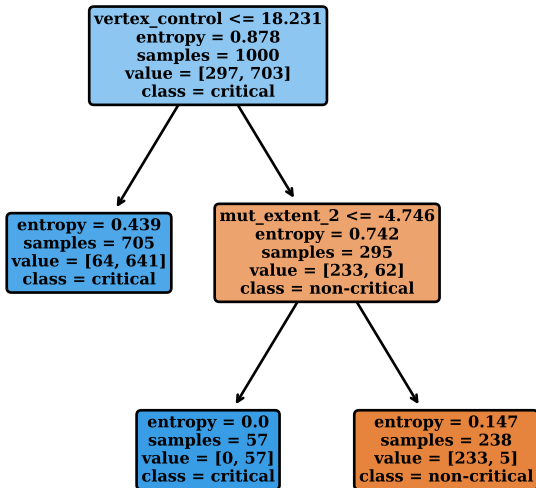 vertex_control <= 18.231
entropy = 0.878
samples = 1000
value = [297, 703]
class = critical
entropy = 0.439
samples = 705
value = [64, 641]
class = critical
mut_extent_2 <= -4.746
entropy = 0.742
samples = 295
value = [233, 62]
class = non-critical
entropy = 0.0
samples = 57
value = [0, 57]
class = critical
entropy = 0.147
samples = 238
value = [233, 5]
class = non-critical